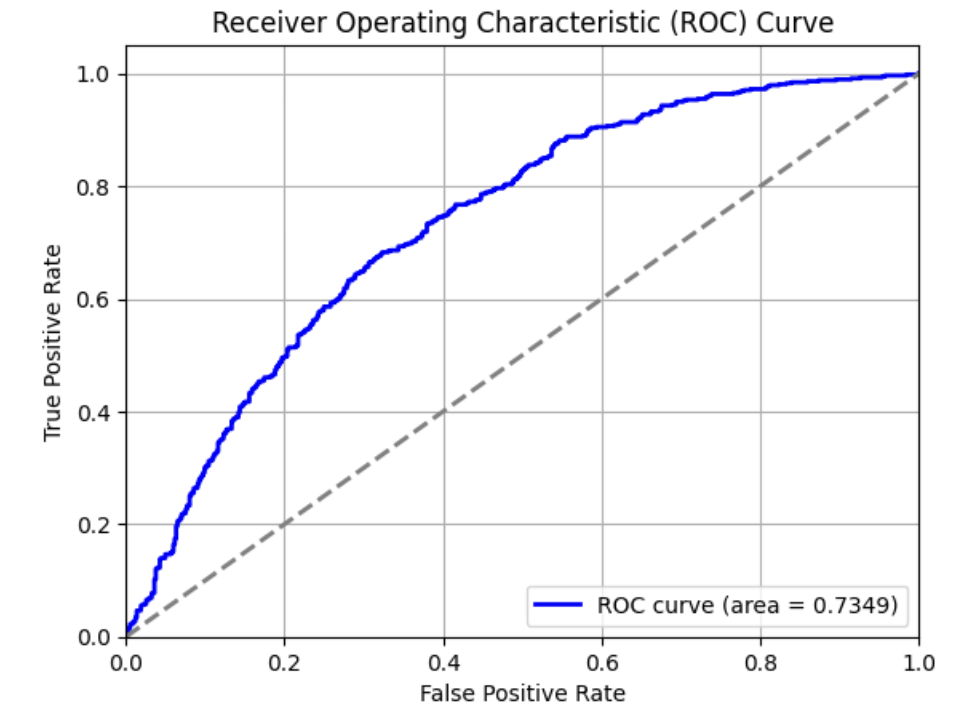 Receiver Operating Characteristic (ROC) Curve
1.0
0.8
0.6
0.4
0.2
0.0
True Positive Rate
ROC curve (area = 0.7349)
0.0 0.2 0.4 0.6 0.8 1.0
False Positive Rate